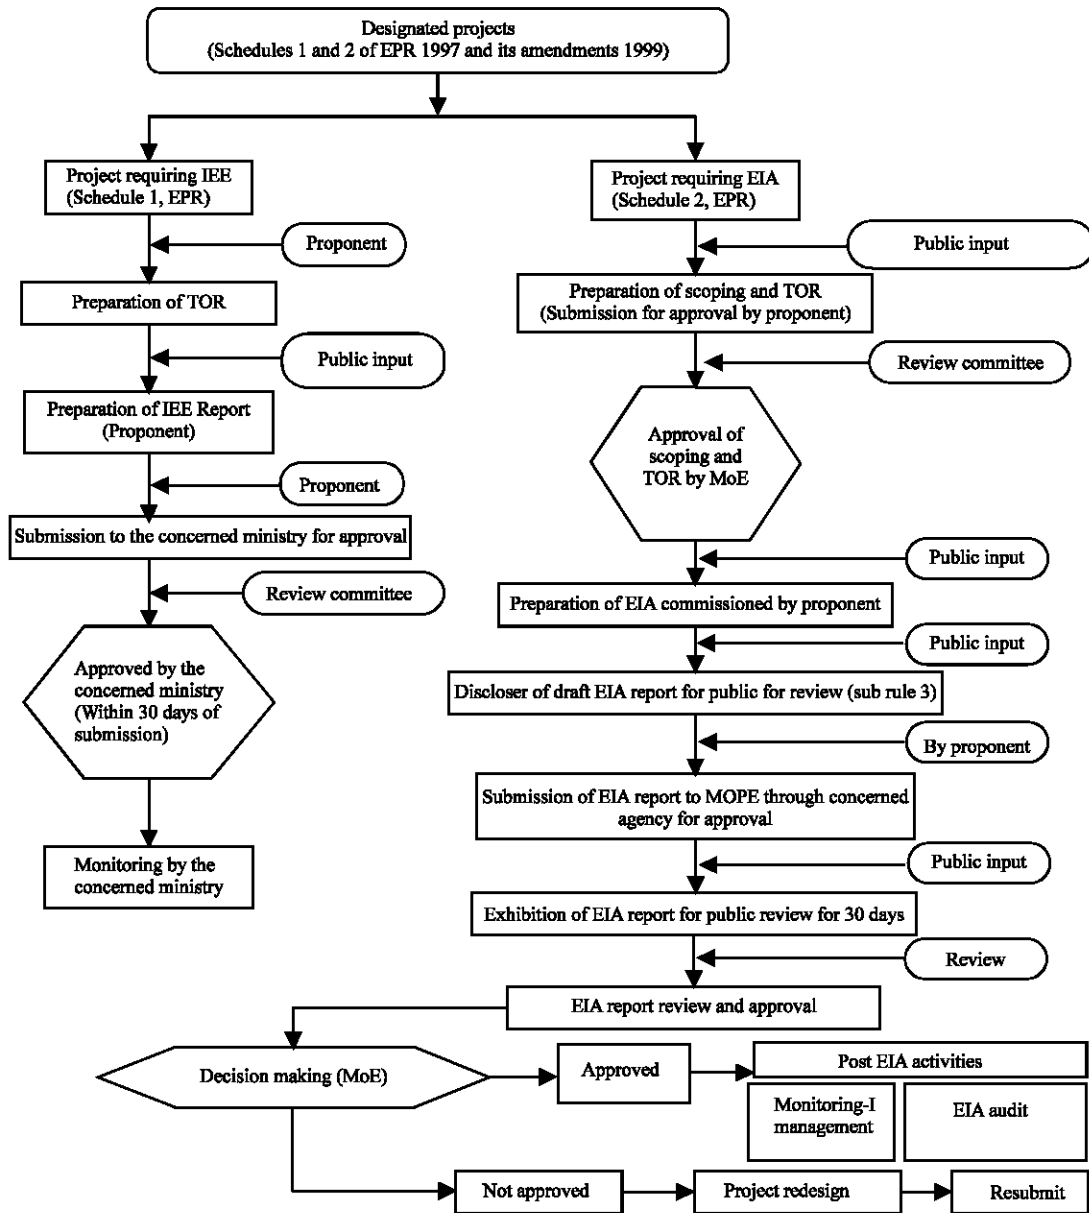 Designated projects
(Schedules 1 and 2 of EPR 1997 and its amendments 1999)
Project requiring IEE
(Schedule 1, EPR)
Proponent
Preparation of TOR
Public input
Preparation of IEE Report
(Proponent)
Proponent
Submission to the concerned ministry for approval
Review committee
Approved by the
concerned ministry
(Within 30 days of
submission)
Monitoring by the
concerned ministry
Project requiring EIA
(Schedule 2, EPR)
Public input
Preparation of scoping and TOR
(Submission for approval by proponent)
Review committee
Approval of
scoping and
TOR by MoE
Public input
Preparation of EIA commissioned by proponent
Public input
Discloser of draft EIA report for public for review (sub rule 3)
By proponent
Submission of EIA report to MOPE through concerned
agency for approval
Public input
Exhibition of EIA report for public review for 30 days
Review
EIA report review and approval
Decision making (MoE)
Approved
Post EIA activities
Monitoring-I
management
EIA audit
Not approved
Project redesign
Resubmit